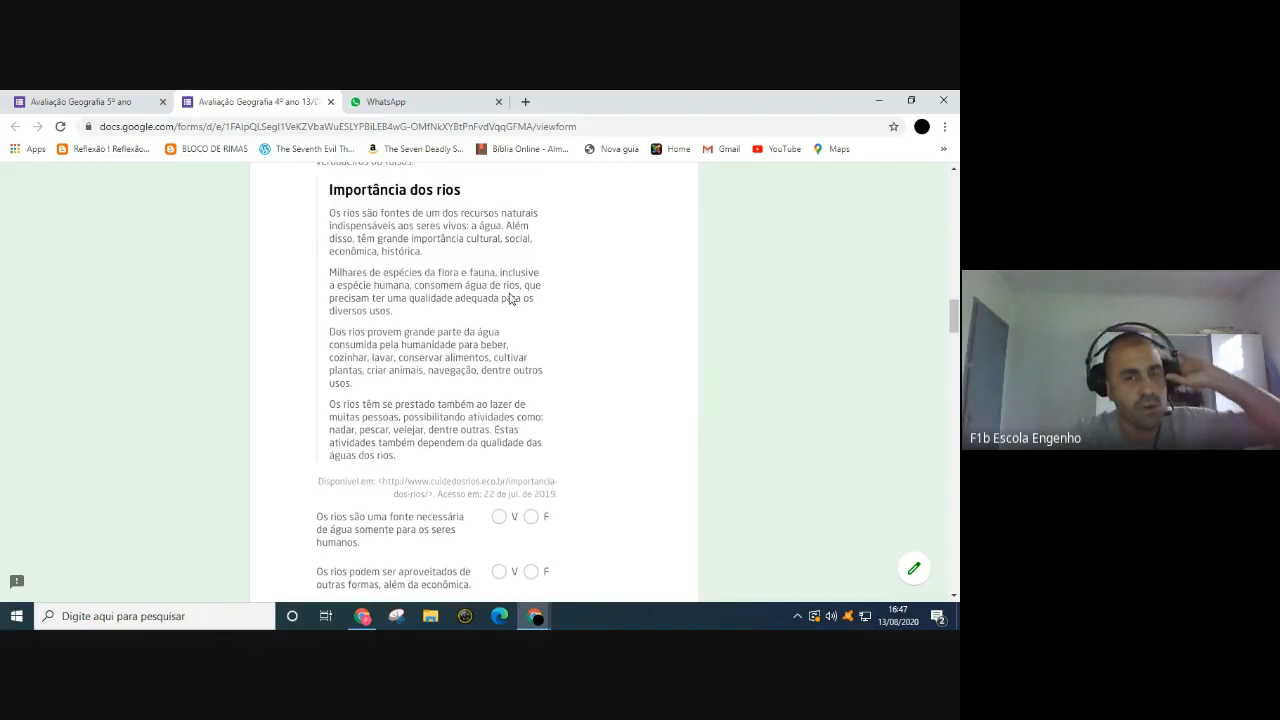 Avaliação Geografia 5º ano
Avaliação Geografia 4º ano 13/0
WhatsApp
docs.google.com/forms/d/e/1FAIpQLSegI1VeKZVbaWuESLYPBiLEB4wG-OMfNkXYBtPnFvdVqqGFMA/viewform
Apps
Reflexão ! Reflexão...
BLOCO DE RIMAS
The Seventh Evil Th...
The Seven Deadly S...
Bíblia Online - Alm...
Nova guia
Home
Gmail
YouTube
Maps
»
verdadeiros ou falsos.
Importância dos rios
Os rios são fontes de um dos recursos naturais
indispensáveis aos seres vivos: a água. Além
disso, têm grande importância cultural, social,
econômica, histórica.
Milhares de espécies da flora e fauna, inclusive
a espécie humana, consomem água de rios, que
precisam ter uma qualidade adequada para os
diversos usos.
Dos rios provem grande parte da água
consumida pela humanidade para beber,
cozinhar, lavar, conservar alimentos, cultivar
plantas, criar animais, navegação, dentre outros
usos.
Os rios têm se prestado também ao lazer de
muitas pessoas, possibilitando atividades como:
nadar, pescar, velejar, dentre outras. Estas
atividades também dependem da qualidade das
águas dos rios.
Disponível em: <http://www.cuidedosrios.eco.br/importancia-
dos-rios/>. Acesso em: 22 de jul. de 2019.
Os rios são uma fonte necessária
de água somente para os seres
humanos.
V F
Os rios podem ser aproveitados de
outras formas, além da econômica.
V F
F1b Escola Engenho
Digite aqui para pesquisar
16:47
13/08/2020
2